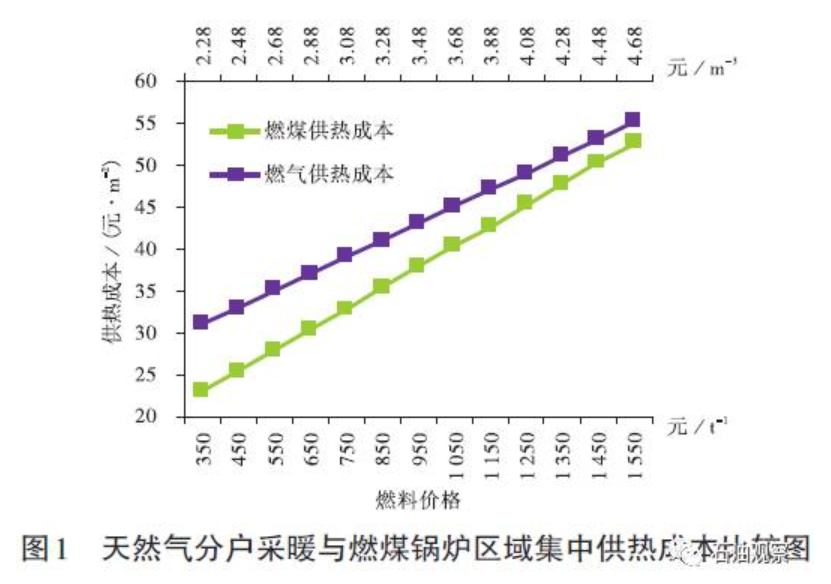 2.28 2.48 2.68 2.88 3.08 3.28 3.48 3.68 3.88 4.08 4.28 4.48 4.68
元/m⁻³
60
55
50
45
40
35
30
25
20
供热成本/(元·m⁻²)
燃煤供热成本
燃气供热成本
350 450 550 650 750 850 950 1 050 1 150 1 250 1 350 1 450 1 550
元/t⁻¹
燃料价格
图1 天然气分户采暖与燃煤锅炉区域集中供热成本比较图
石油观察